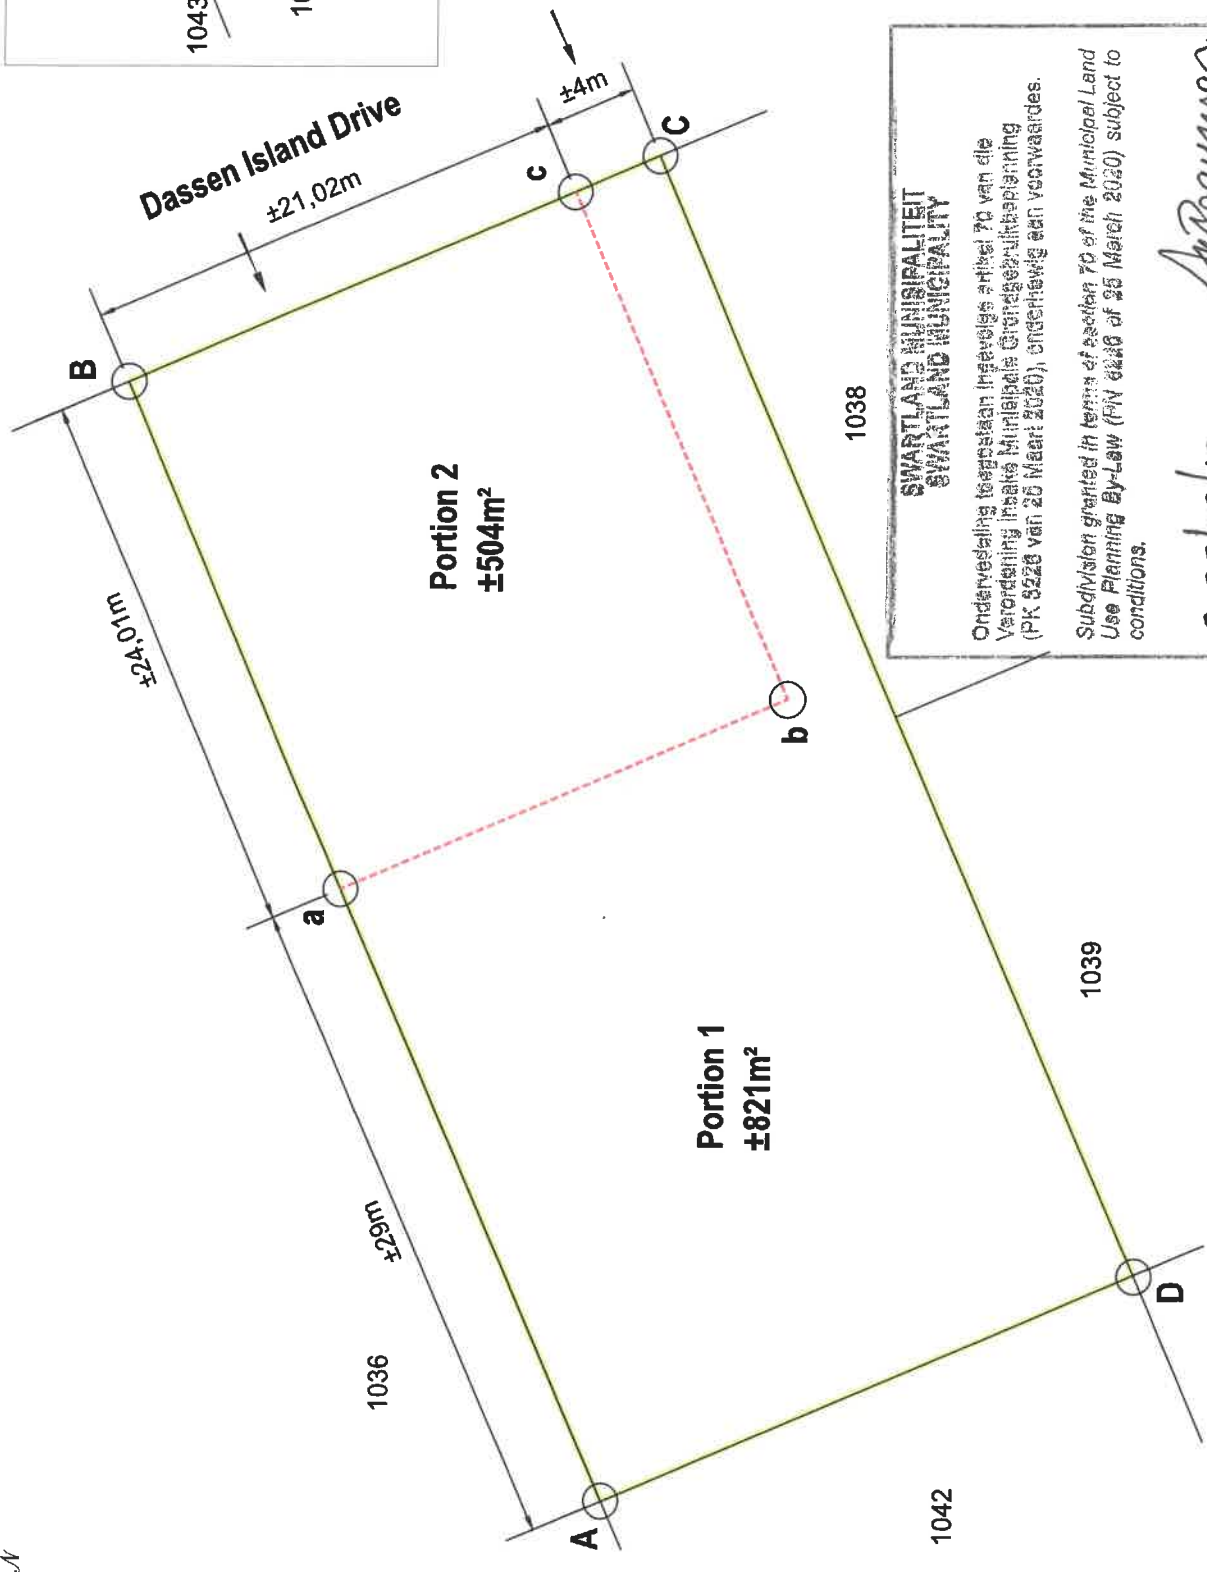 N
1043
10
Dassen Island Drive
±21,02m
±4m
B
c
C
±24,01m
Portion 2
±504m²
a
b
1038
±29m
1036
Portion 1
±821m²
1039
A
D
1042
SWARTLAND MUNISIPALITEIT
SWARTLAND MUNICIPALITY
Onderverdeling toegestaan ingevolge artikel 70 van die
Verordening insake Munisipale Grondgebruikbeplanning
(PK 8226 van 25 Maart 2020), onderhewig aan voorwaardes.
Subdivision granted in terms of section 70 of the Municipal Land
Use Planning By-Law (PN 8226 of 25 March 2020) subject to
conditions.